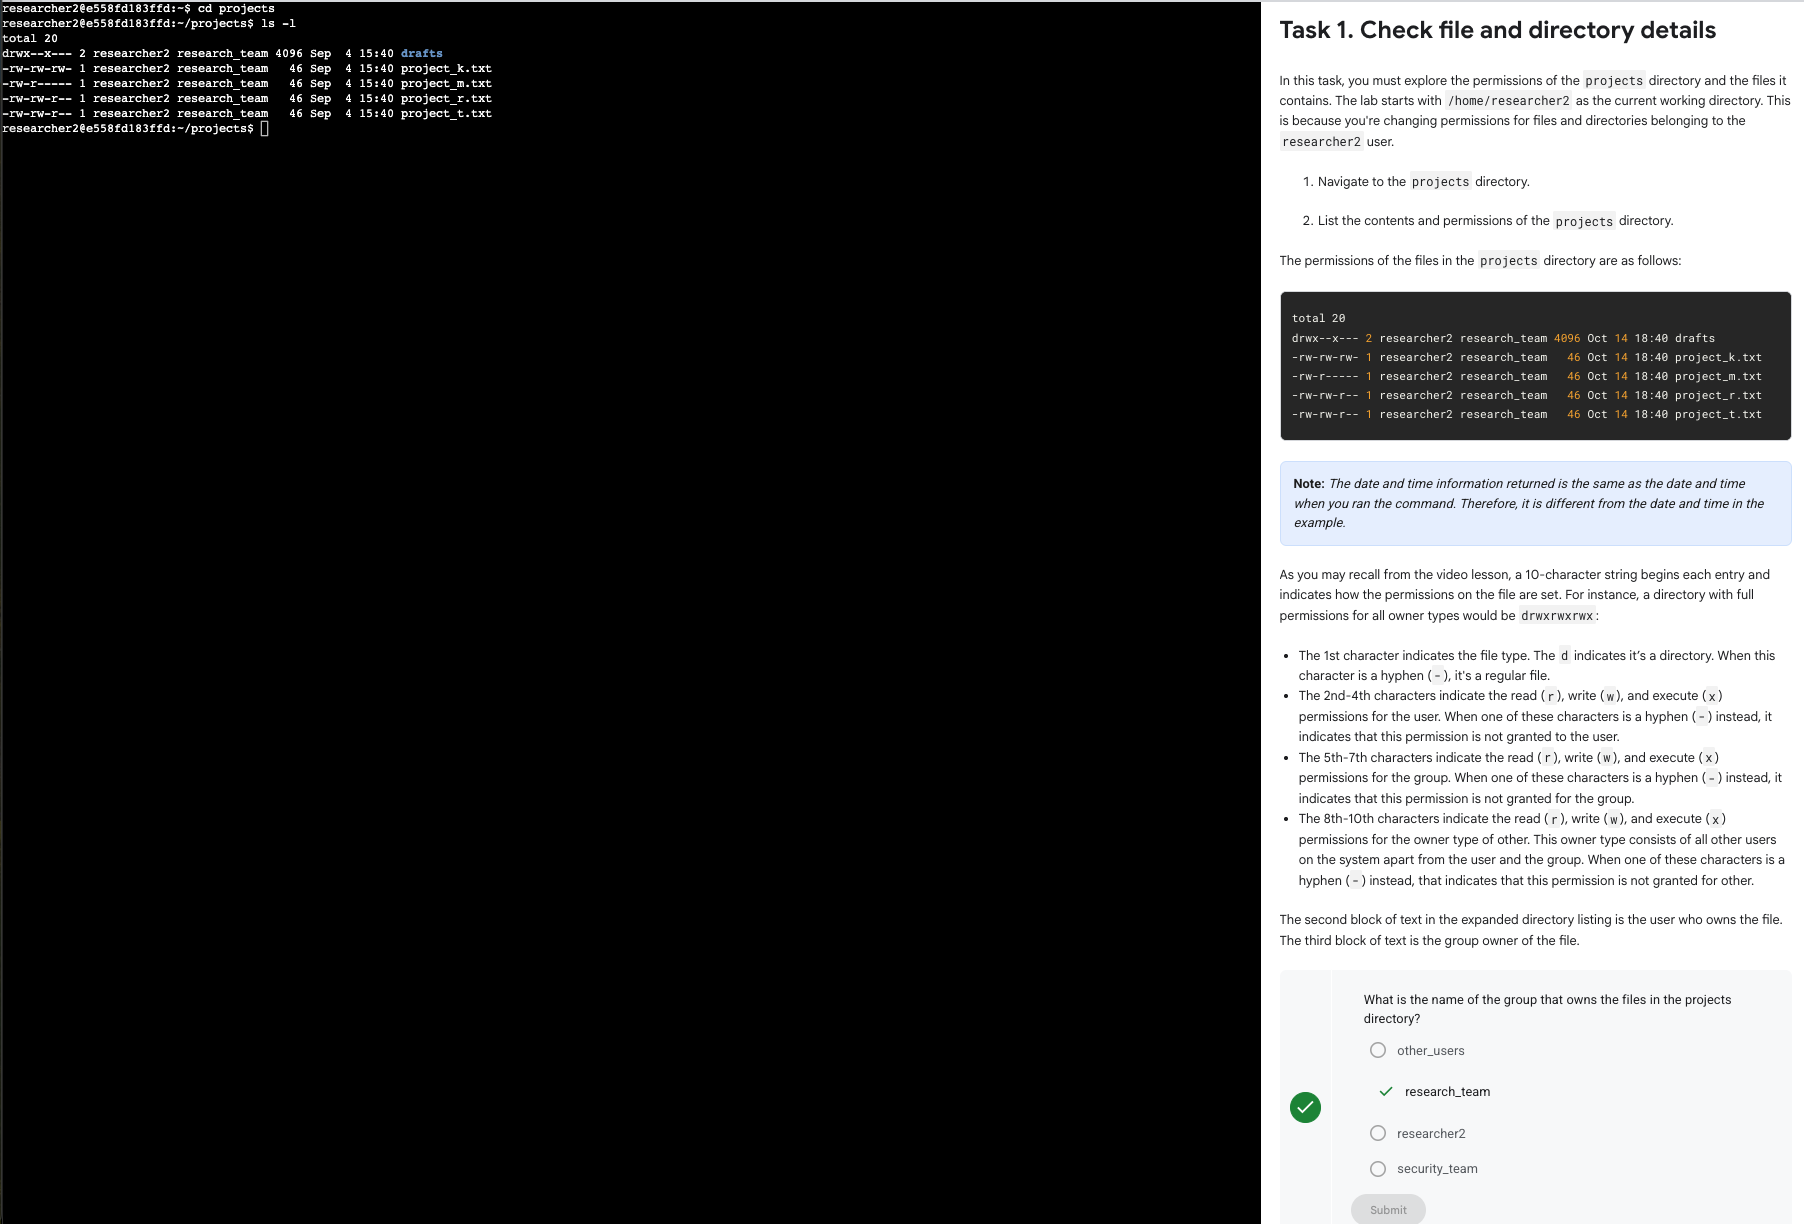 researcher2@e558fd183ffd:~$ cd projects
researcher2@e558fd183ffd:~/projects$ ls -l
total 20
drwx--x--- 2 researcher2 research_team 4096 Sep  4 15:40 drafts
-rw-rw-rw- 1 researcher2 research_team   46 Sep  4 15:40 project_k.txt
-rw-r----- 1 researcher2 research_team   46 Sep  4 15:40 project_m.txt
-rw-rw-r-- 1 researcher2 research_team   46 Sep  4 15:40 project_r.txt
-rw-rw-r-- 1 researcher2 research_team   46 Sep  4 15:40 project_t.txt
researcher2@e558fd183ffd:~/projects$
Task 1. Check file and directory details
In this task, you must explore the permissions of the projects directory and the files it
contains. The lab starts with /home/researcher2 as the current working directory. This
is because you're changing permissions for files and directories belonging to the
researcher2 user.
1. Navigate to the projects directory.
2. List the contents and permissions of the projects directory.
The permissions of the files in the projects directory are as follows:
total 20
drwx--x--- 2 researcher2 research_team 4096 Oct 14 18:40 drafts
-rw-rw-rw- 1 researcher2 research_team   46 Oct 14 18:40 project_k.txt
-rw-r----- 1 researcher2 research_team   46 Oct 14 18:40 project_m.txt
-rw-rw-r-- 1 researcher2 research_team   46 Oct 14 18:40 project_r.txt
-rw-rw-r-- 1 researcher2 research_team   46 Oct 14 18:40 project_t.txt
Note: The date and time information returned is the same as the date and time
when you ran the command. Therefore, it is different from the date and time in the
example.
As you may recall from the video lesson, a 10-character string begins each entry and
indicates how the permissions on the file are set. For instance, a directory with full
permissions for all owner types would be drwxrwxrwx:
• The 1st character indicates the file type. The d indicates it's a directory. When this
character is a hyphen (-), it's a regular file.
• The 2nd-4th characters indicate the read (r), write (w), and execute (x)
permissions for the user. When one of these characters is a hyphen (-) instead, it
indicates that this permission is not granted to the user.
• The 5th-7th characters indicate the read (r), write (w), and execute (x)
permissions for the group. When one of these characters is a hyphen (-) instead, it
indicates that this permission is not granted for the group.
• The 8th-10th characters indicate the read (r), write (w), and execute (x)
permissions for the owner type of other. This owner type consists of all other users
on the system apart from the user and the group. When one of these characters is a
hyphen (-) instead, that indicates that this permission is not granted for other.
The second block of text in the expanded directory listing is the user who owns the file.
The third block of text is the group owner of the file.
What is the name of the group that owns the files in the projects
directory?
other_users
research_team
researcher2
security_team
Submit